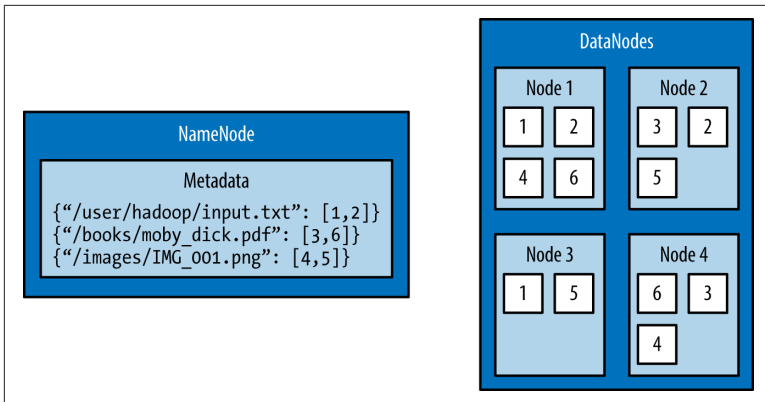 NameNode
Metadata
{“/user/hadoop/input.txt”: [1,2]}
{“/books/moby_dick.pdf”: [3,6]}
{“/images/IMG_001.png”: [4,5]}
DataNodes
Node 1
1 2
4 6
Node 2
3 2
5
Node 3
1 5
Node 4
6 3
4